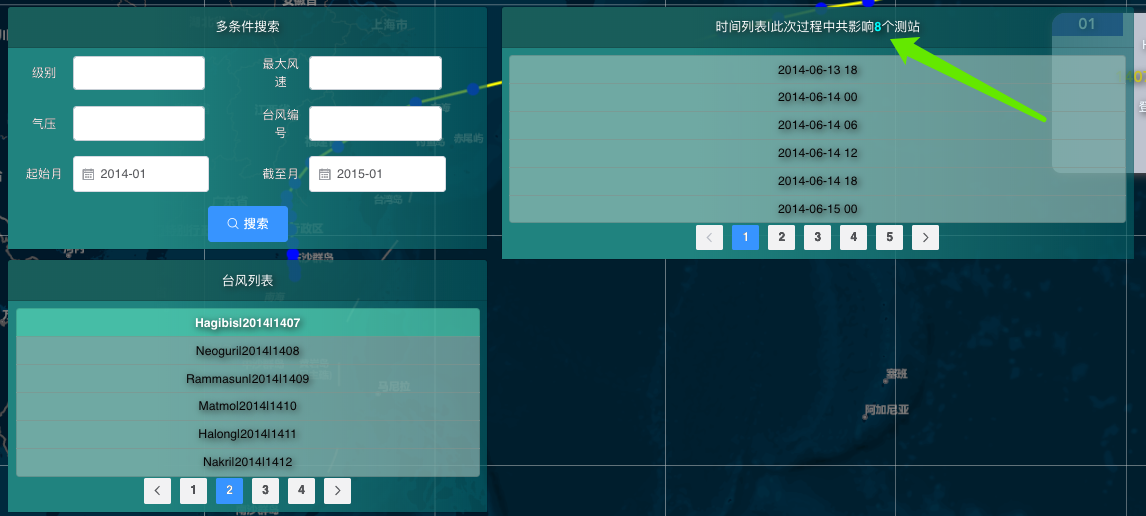 多条件搜索
级别
最大风速
气压
台风编号
起始月
2014-01
截至月
2015-01
搜索
台风列表
Hagibis|2014|1407
Neoguri|2014|1408
Rammasun|2014|1409
Matmo|2014|1410
Halong|2014|1411
Nakri|2014|1412
1
2
3
4
时间列表|此次过程中共影响8个测站
2014-06-13 18
2014-06-14 00
2014-06-14 06
2014-06-14 12
2014-06-14 18
2014-06-15 00
1
2
3
4
5
01
上海市
赤尾屿
台湾岛
马尼拉
塞班
阿加尼亚